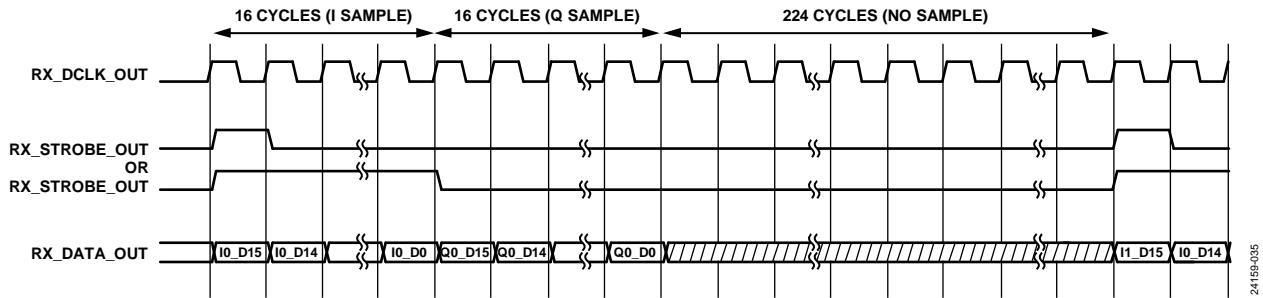 16 CYCLES (I SAMPLE) 16 CYCLES (Q SAMPLE) 224 CYCLES (NO SAMPLE)
RX_DCLK_OUT
RX_STROBE_OUT
OR
RX_STROBE_OUT
RX_DATA_OUT I0_D15 I0_D14 I0_D0 Q0_D15 Q0_D14 Q0_D0 I1_D15 I0_D14
24159-035